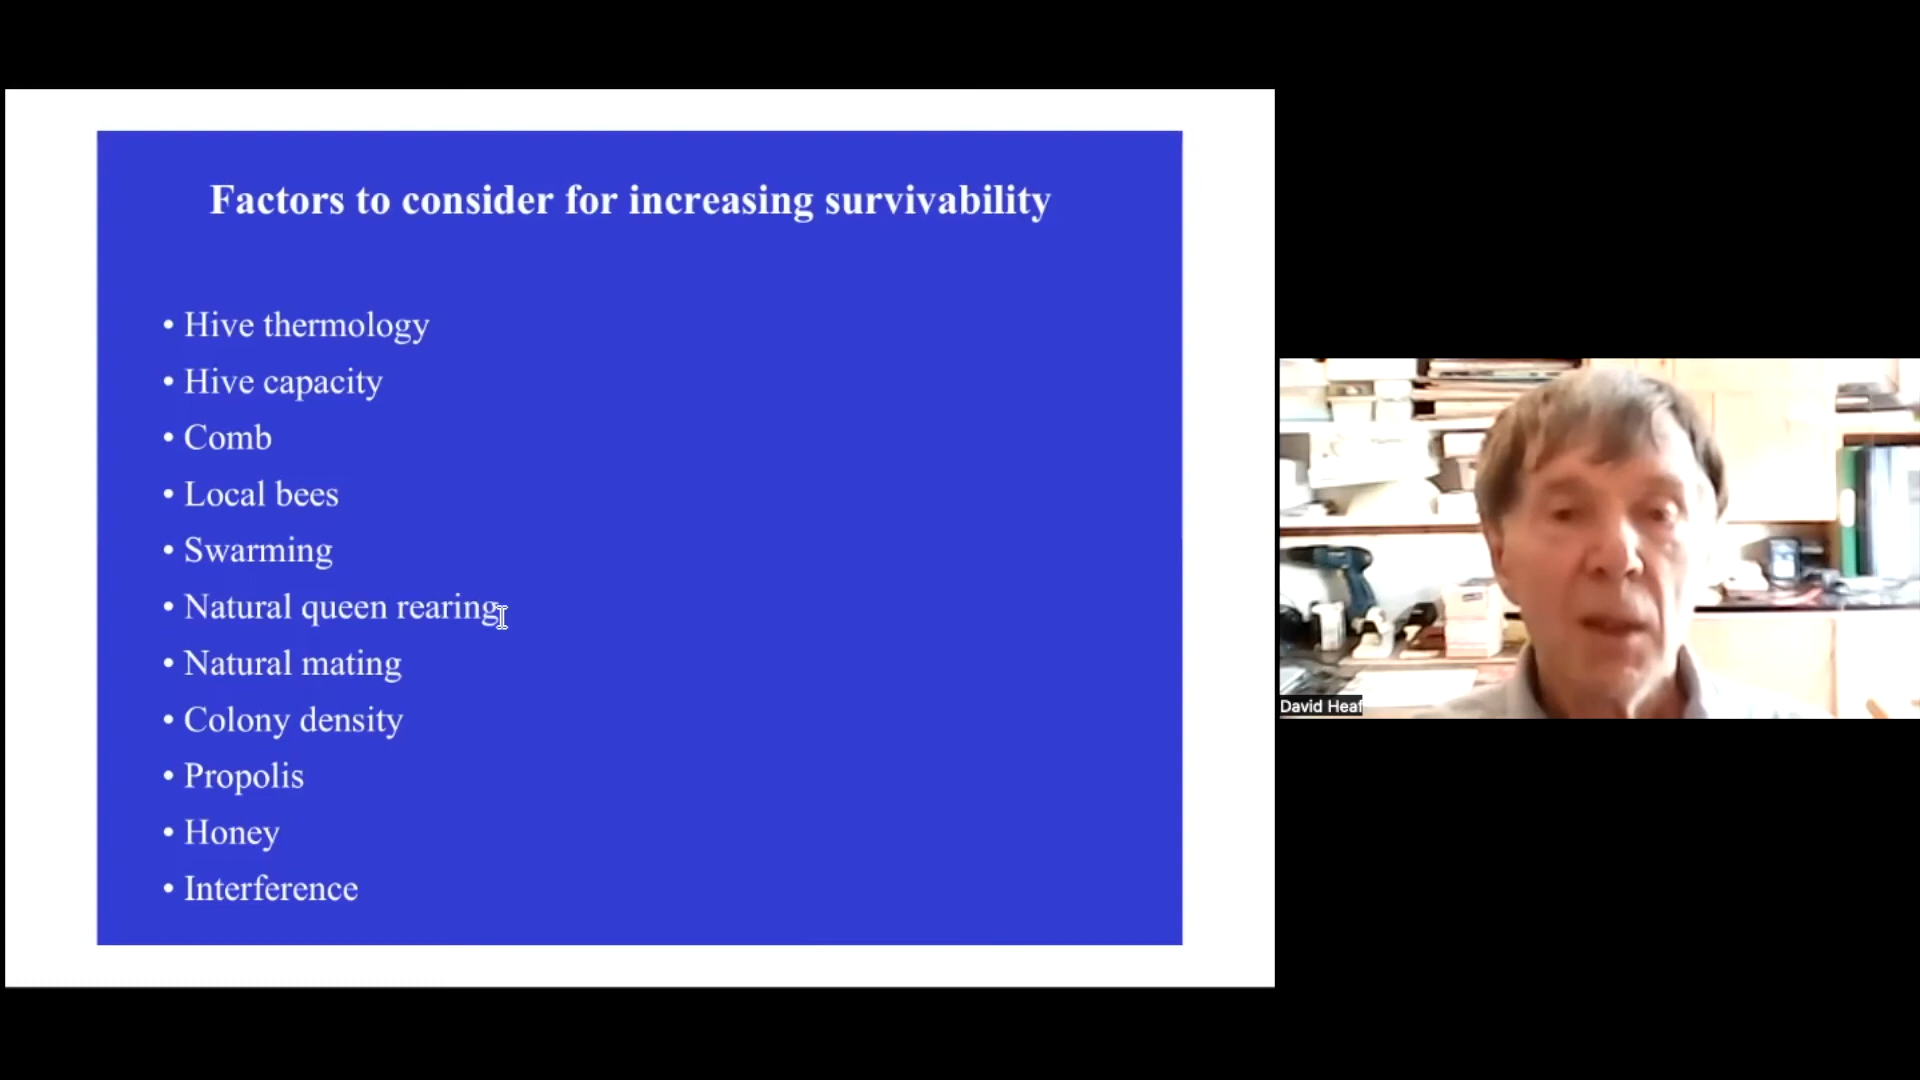 Factors to consider for increasing survivability
• Hive thermology
• Hive capacity
• Comb
• Local bees
• Swarming
• Natural queen rearing
• Natural mating
• Colony density
• Propolis
• Honey
• Interference
David Heaf